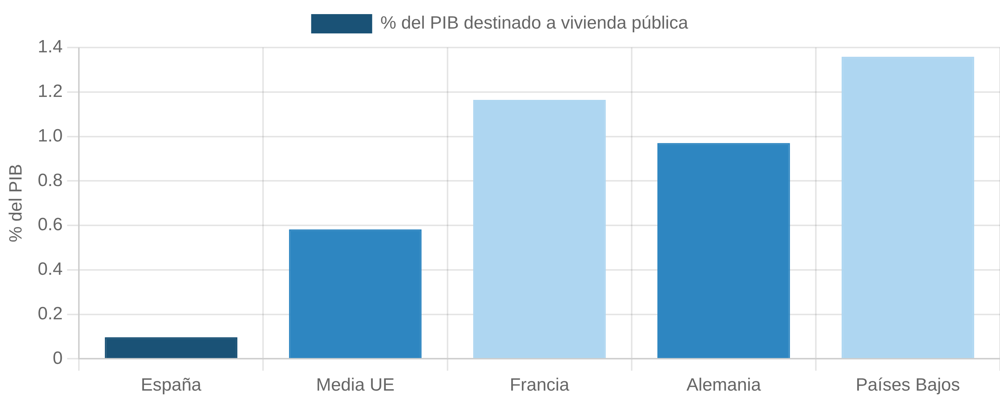 % del PIB destinado a vivienda pública
1.4
1.2
1.0
0.8
0.6
0.4
0.2
0
% del PIB
España
Media UE
Francia
Alemania
Países Bajos